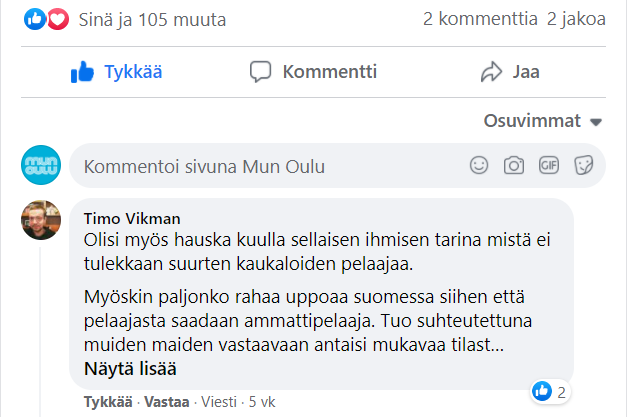 Sinä ja 105 muuta
2 kommenttia 2 jakoa
Tykkää
Kommentti
Jaa
Osuvimmat
mun oulu
Kommentoi sivuna Mun Oulu
GIF
Timo Vikman
Olisi myös hauska kuulla sellaisen ihmisen tarina mistä ei
tulekkaan suurten kaukaloiden pelaajaa.
Myöskin paljonko rahaa uppoaa suomessa siihen että
pelaajasta saadaan ammattipelaaja. Tuo suhteutettuna
muiden maiden vastaavaan antaisi mukavaa tilast...
Näytä lisää
2
Tykkää · Vastaa · Viesti · 5 vk